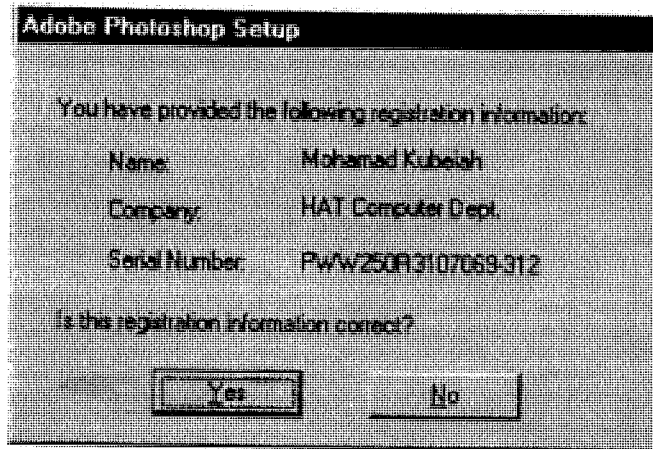 Adobe Photoshop Setup
You have provided the following registration information:
Name: Mohamad Kubeiah
Company: HAT Computer Dept.
Serial Number: PWW250R3107069-312
Is this registration information correct?
Yes No